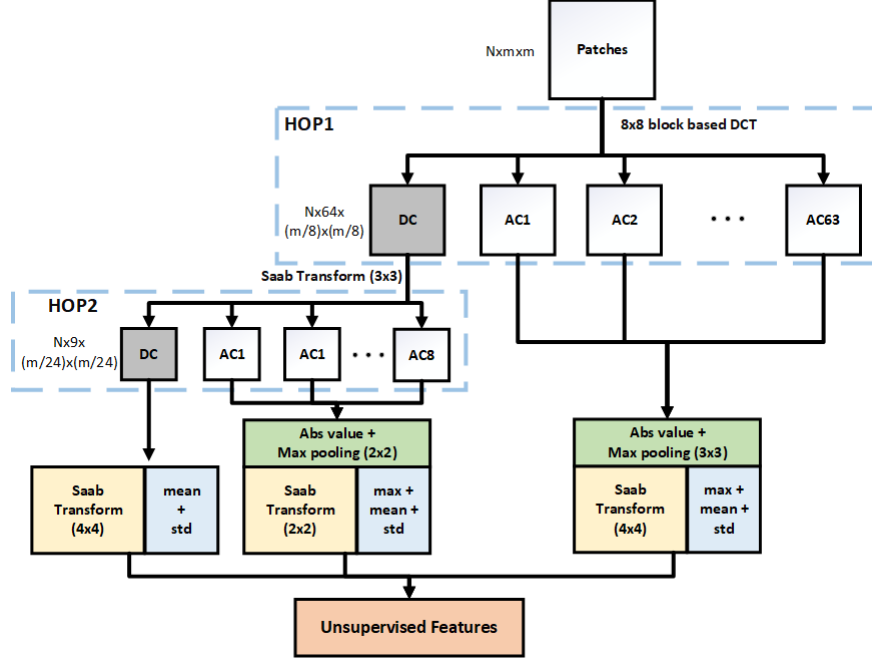 Nxmxm
Patches
HOP1
8x8 block based DCT
Nx64x
(m/8)x(m/8)
DC
AC1
AC2
...
AC63
Saab Transform (3x3)
HOP2
Nx9x
(m/24)x(m/24)
DC
AC1
AC1
...
AC8
Abs value +
Max pooling (2x2)
Abs value +
Max pooling (3x3)
Saab
Transform
(4x4)
mean
+
std
Saab
Transform
(2x2)
max +
mean +
std
Saab
Transform
(4x4)
max +
mean +
std
Unsupervised Features